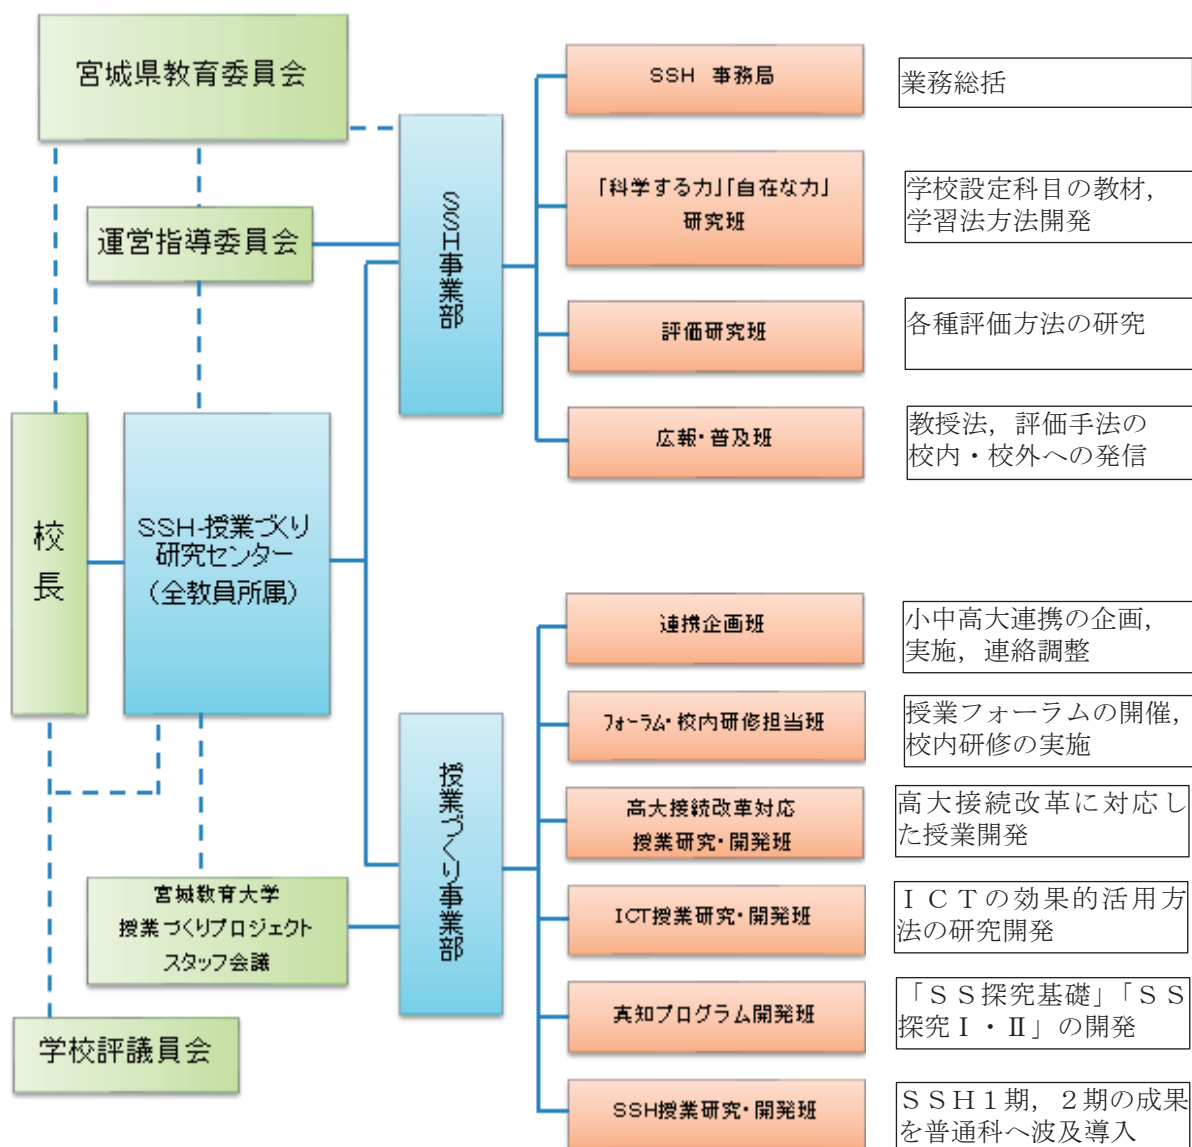 宮城県教育委員会
運営指導委員会
校長
SSH-授業づくり
研究センター
(全教員所属)
宮城教育大学
授業づくりプロジェクト
スタッフ会議
学校評議員会
SSH事業部
SSH 事務局
業務総括
「科学する力」「自在な力」
研究班
学校設定科目の教材,
学習法方法開発
評価研究班
各種評価方法の研究
広報・普及班
教授法,評価手法の
校内・校外への発信
授業づくり事業部
連携企画班
小中高大連携の企画,
実施,連絡調整
フォーラム・校内研修担当班
授業フォーラムの開催,
校内研修の実施
高大接続改革対応
授業研究・開発班
高大接続改革に対応し
た授業開発
ICT授業研究・開発班
ICTの効果的活用方
法の研究開発
真知プログラム開発班
「SS探究基礎」「SS
探究Ⅰ・Ⅱ」の開発
SSH授業研究・開発班
SSH1期,2期の成果
を普通科へ波及導入